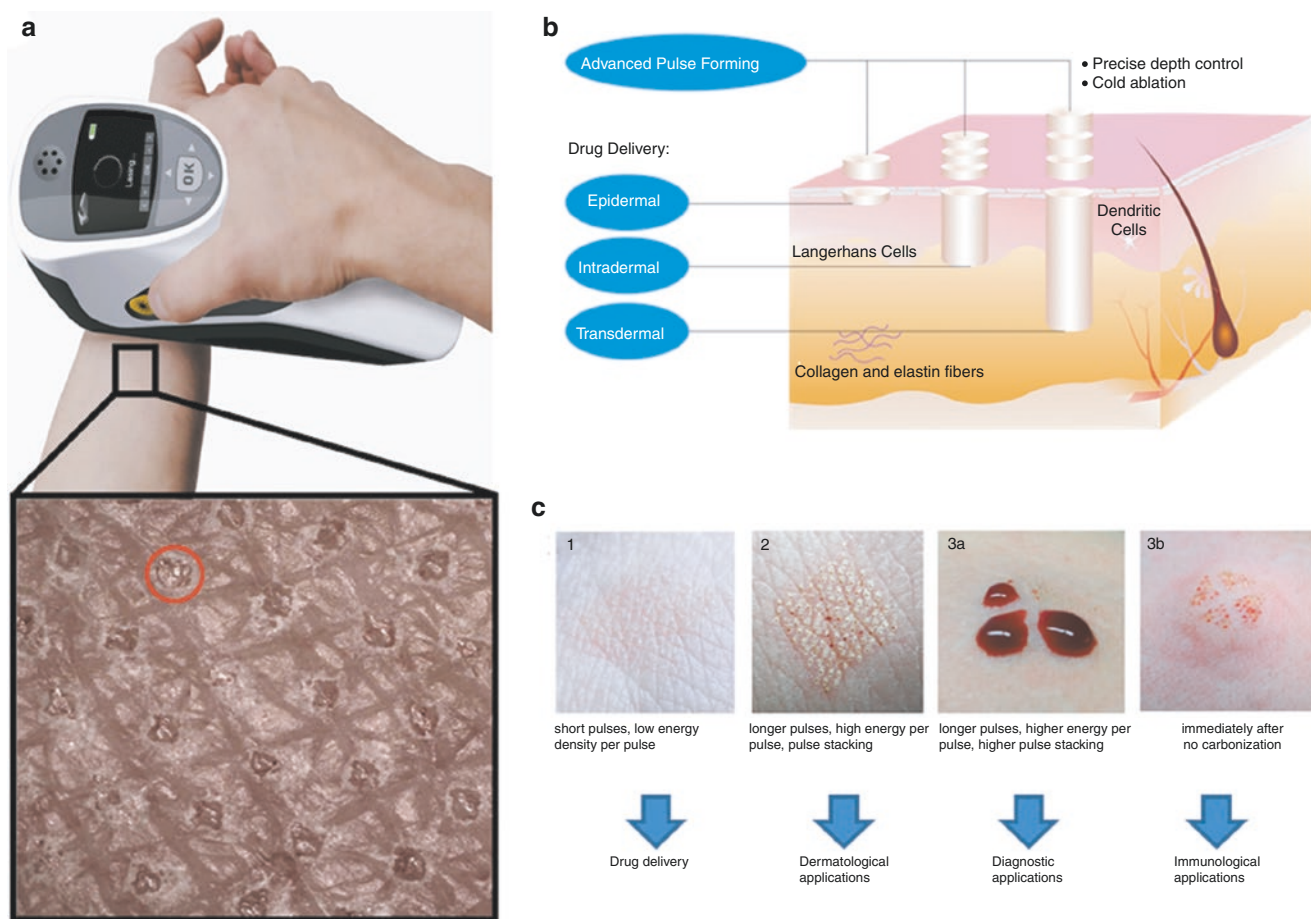 a
Lasing...
OK
b
Advanced Pulse Forming
• Precise depth control
• Cold ablation
Drug Delivery:
Epidermal
Intradermal
Transdermal
Langerhans Cells
Dendritic
Cells
Collagen and elastin fibers
c
1
2
3a
3b
short pulses, low energy
density per pulse
longer pulses, high energy per
pulse, pulse stacking
longer pulses, higher energy per
pulse, higher pulse stacking
immediately after
no carbonization
Drug delivery
Dermatological
applications
Diagnostic
applications
Immunological
applications